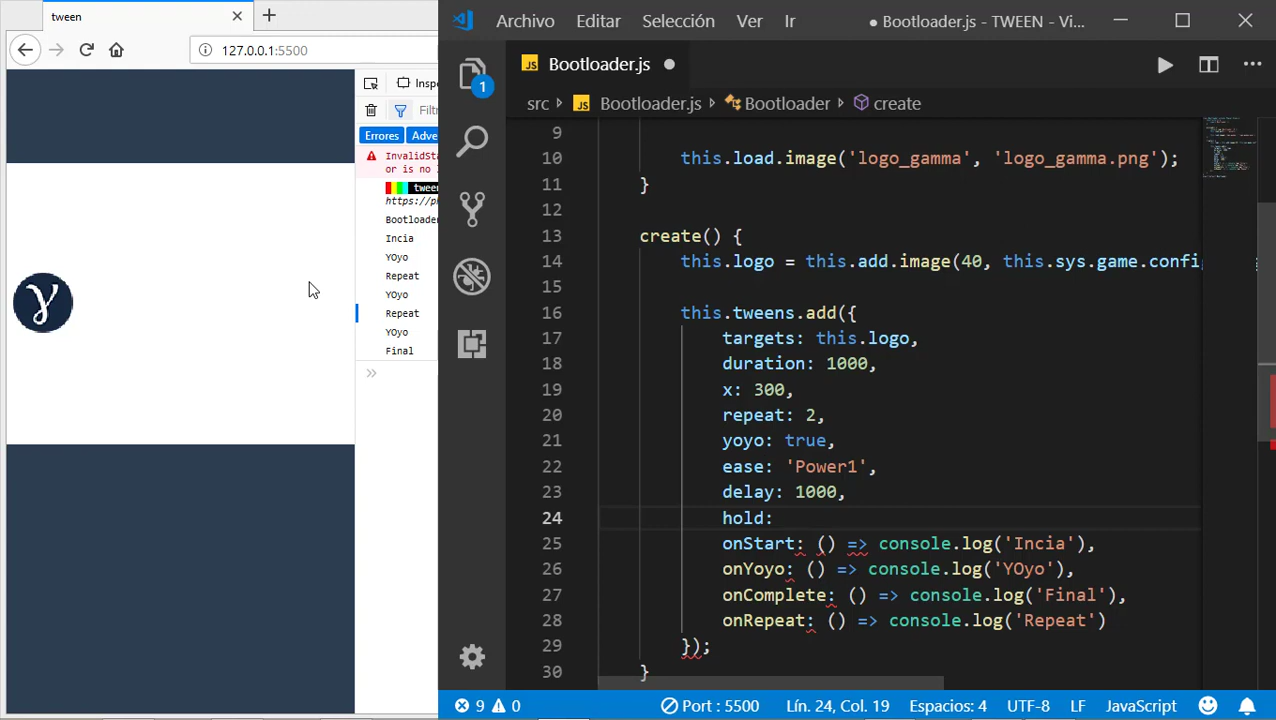 tween
127.0.0.1:5500
Insp
Filt
Errores
Adve
InvalidSta
or is no
tween
https://ph
Bootloader
Incia
YOyo
Repeat
YOyo
Repeat
YOyo
Final
γ
Archivo Editar Selección Ver Ir ● Bootloader.js - TWEEN - Vi...
JS Bootloader.js
1
src JS Bootloader.js Bootloader create
9
10 this.load.image('logo_gamma', 'logo_gamma.png');
11 }
12
13 create() {
14 this.logo = this.add.image(40, this.sys.game.confi
15
16 this.tweens.add({
17 targets: this.logo,
18 duration: 1000,
19 x: 300,
20 repeat: 2,
21 yoyo: true,
22 ease: 'Power1',
23 delay: 1000,
24 hold:
25 onStart: () => console.log('Incia'),
26 onYoyo: () => console.log('YOyo'),
27 onComplete: () => console.log('Final'),
28 onRepeat: () => console.log('Repeat')
29 });
30 }
9 0 Port : 5500 Lín. 24, Col. 19 Espacios: 4 UTF-8 LF JavaScript